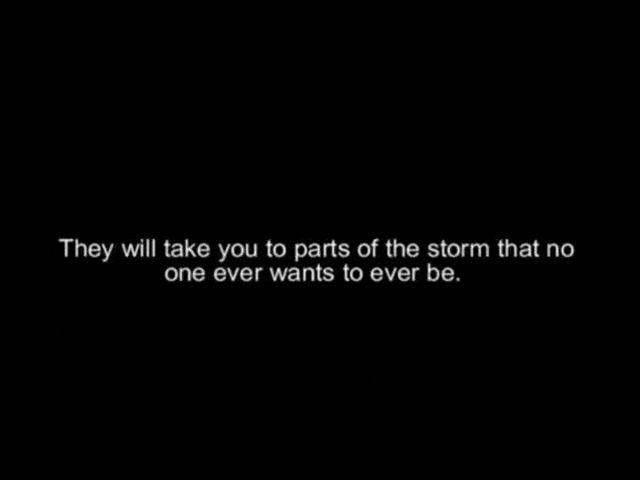 They will take you to parts of the storm that no
one ever wants to ever be.